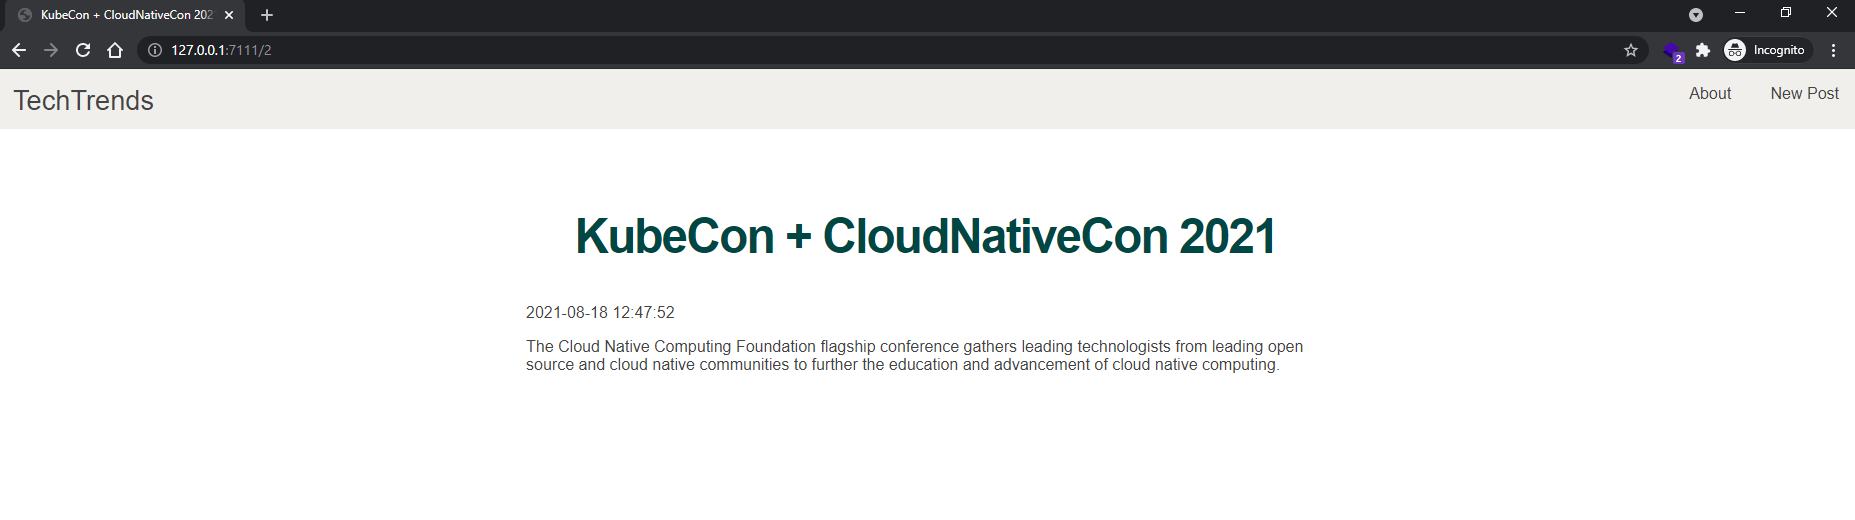 KubeCon + CloudNativeCon 202
127.0.0.1:7111/2
2
Incognito
TechTrends
About
New Post
KubeCon + CloudNativeCon 2021
2021-08-18 12:47:52
The Cloud Native Computing Foundation flagship conference gathers leading technologists from leading open
source and cloud native communities to further the education and advancement of cloud native computing.